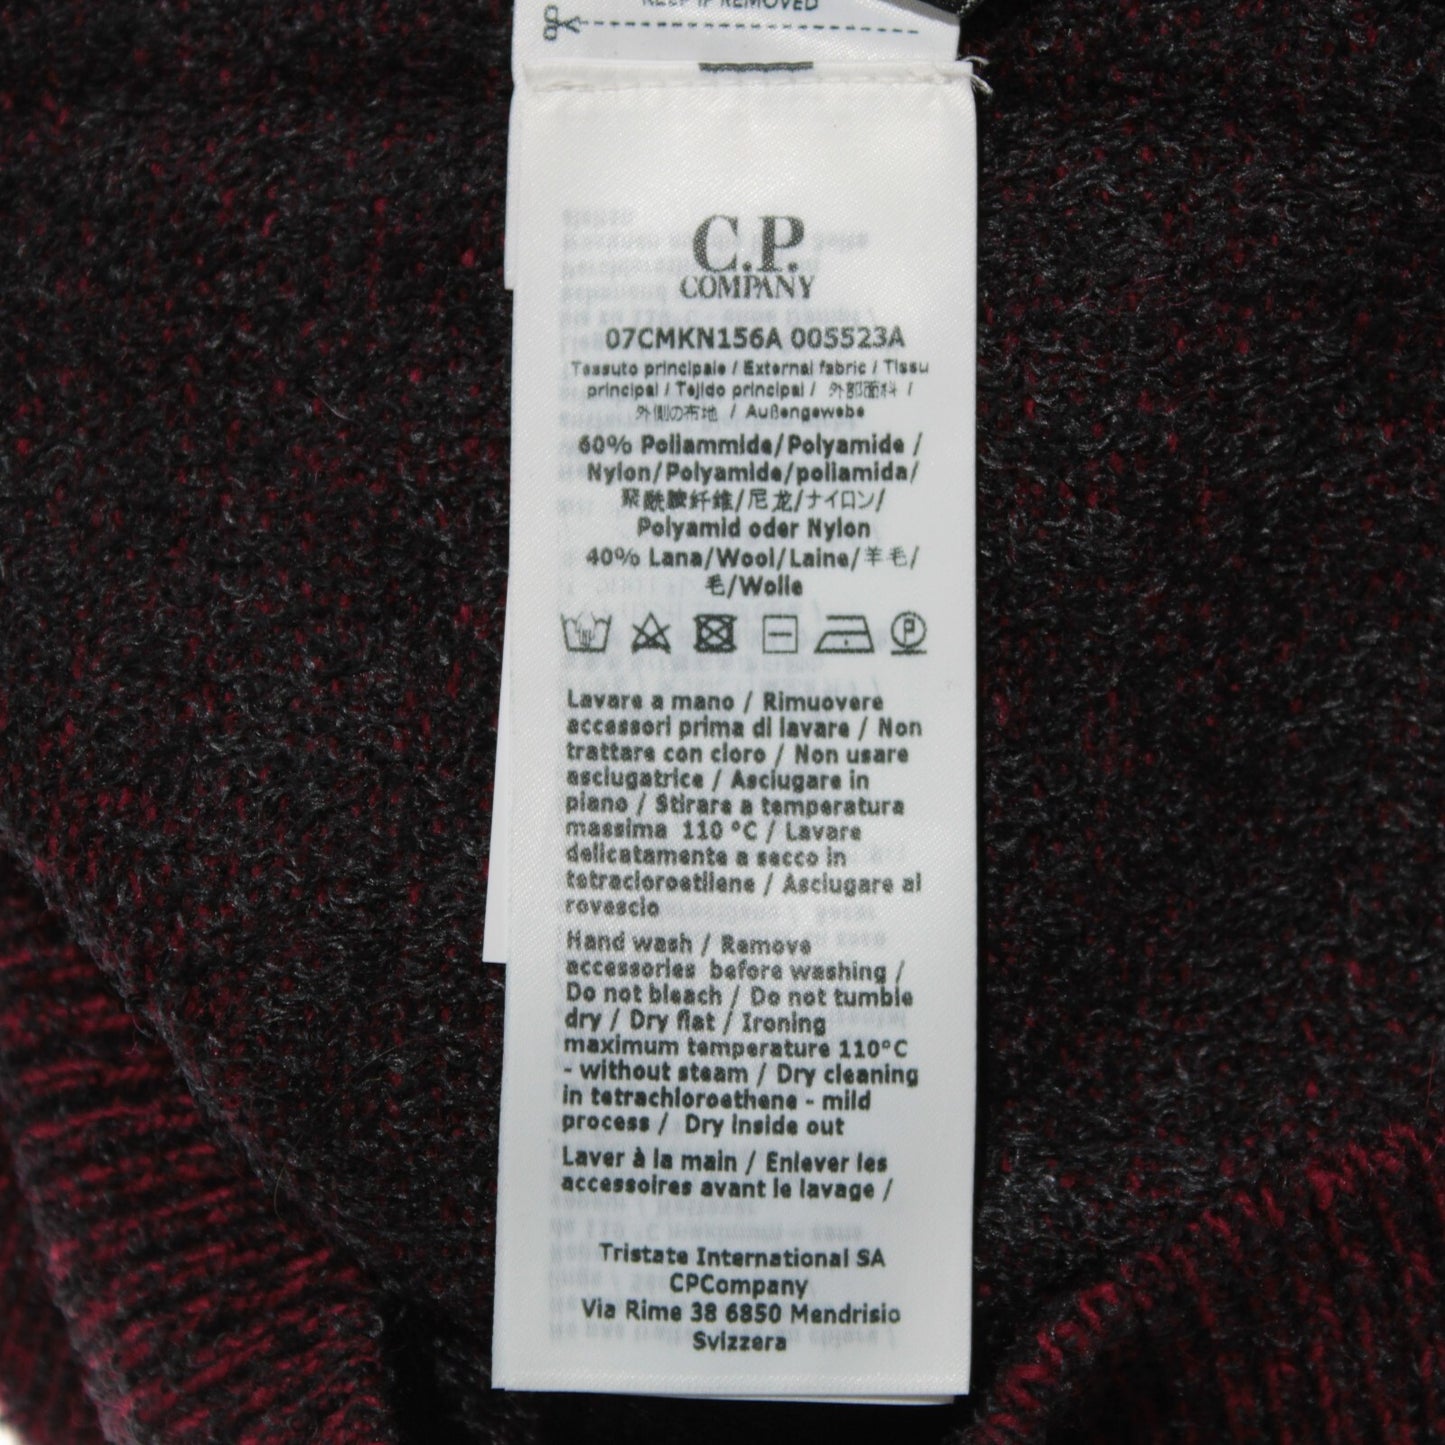 KEEP IF REMOVED
C.P.
COMPANY
07CMKN156A 005523A
Tessuto principale / External fabric / Tissu
principal / Tejido principal / 外部面料 /
外側の布地 / Außengewebe
60% Poliammide/Polyamide /
Nylon/Polyamide/poliamida/
聚酰胺纤维/尼龙/ナイロン/
Polyamid oder Nylon
40% Lana/Wool/Laine/羊毛/
毛/Wolle
P
Lavare a mano / Rimuovere
accessori prima di lavare / Non
trattare con cloro / Non usare
asciugatrice / Asciugare in
piano / Stirare a temperatura
massima 110 °C / Lavare
delicatamente a secco in
tetracloroetilene / Asciugare al
rovescio
Hand wash / Remove
accessories before washing /
Do not bleach / Do not tumble
dry / Dry flat / Ironing
maximum temperature 110°C
- without steam / Dry cleaning
in tetrachloroethene - mild
process / Dry inside out
Laver à la main / Enlever les
accessoires avant le lavage /
Tristate International SA
CPCompany
Via Rime 38 6850 Mendrisio
Svizzera